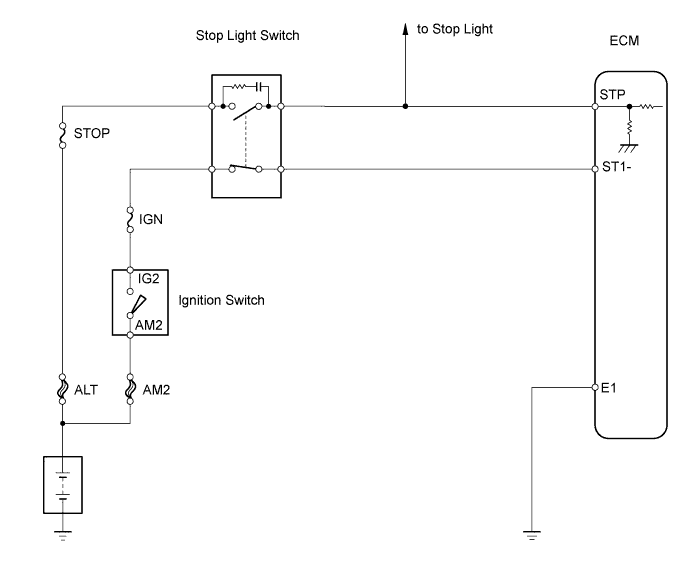 Stop Light Switch
to Stop Light
ECM
STP
STOP
ST1-
IGN
IG2
Ignition Switch
AM2
ALT
AM2
E1